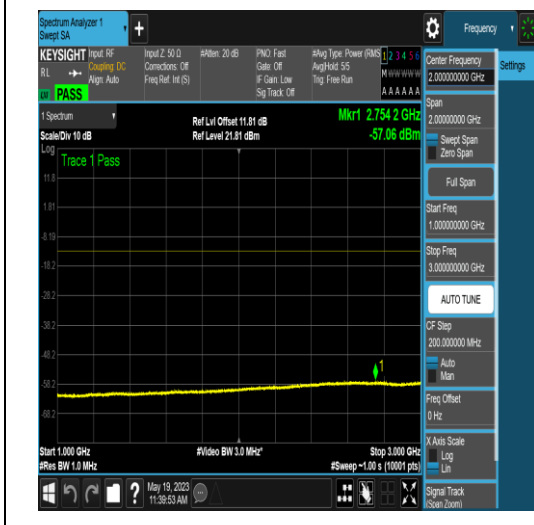 Spectrum Analyzer 1
Swept SA
+
Frequency
KEYSIGHT
RL
PASS
Input: RF
Coupling: DC
Align: Auto
Input Z: 50 Ω
Corrections: Off
Freq Ref: Int (S)
#Atten: 20 dB
PNO: Fast
Gate: Off
IF Gain: Low
Sig Track: Off
#Avg Type: Power (RMS
Avg|Hold: 5/5
Trig: Free Run
1 2 3 4 5 6
M W W W W W
A A A A A A
1 Spectrum
Scale/Div 10 dB
Ref Lvl Offset 11.81 dB
Ref Level 21.81 dBm
Mkr1 2.754 2 GHz
-57.06 dBm
Log
Trace 1 Pass
11.8
1.81
-8.19
-18.2
-28.2
-38.2
-48.2
-58.2
-68.2
1
Start 1.000 GHz
#Res BW 1.0 MHz
#Video BW 3.0 MHz*
Stop 3.000 GHz
#Sweep ~1.00 s (10001 pts)
?
May 19, 2023
11:39:53 AM
Center Frequency
2.000000000 GHz
Settings
Span
2.00000000 GHz
Swept Span
Zero Span
Full Span
Start Freq
1.000000000 GHz
Stop Freq
3.000000000 GHz
AUTO TUNE
CF Step
200.000000 MHz
Auto
Man
Freq Offset
0 Hz
X Axis Scale
Log
Lin
Signal Track
(Span Zoom)